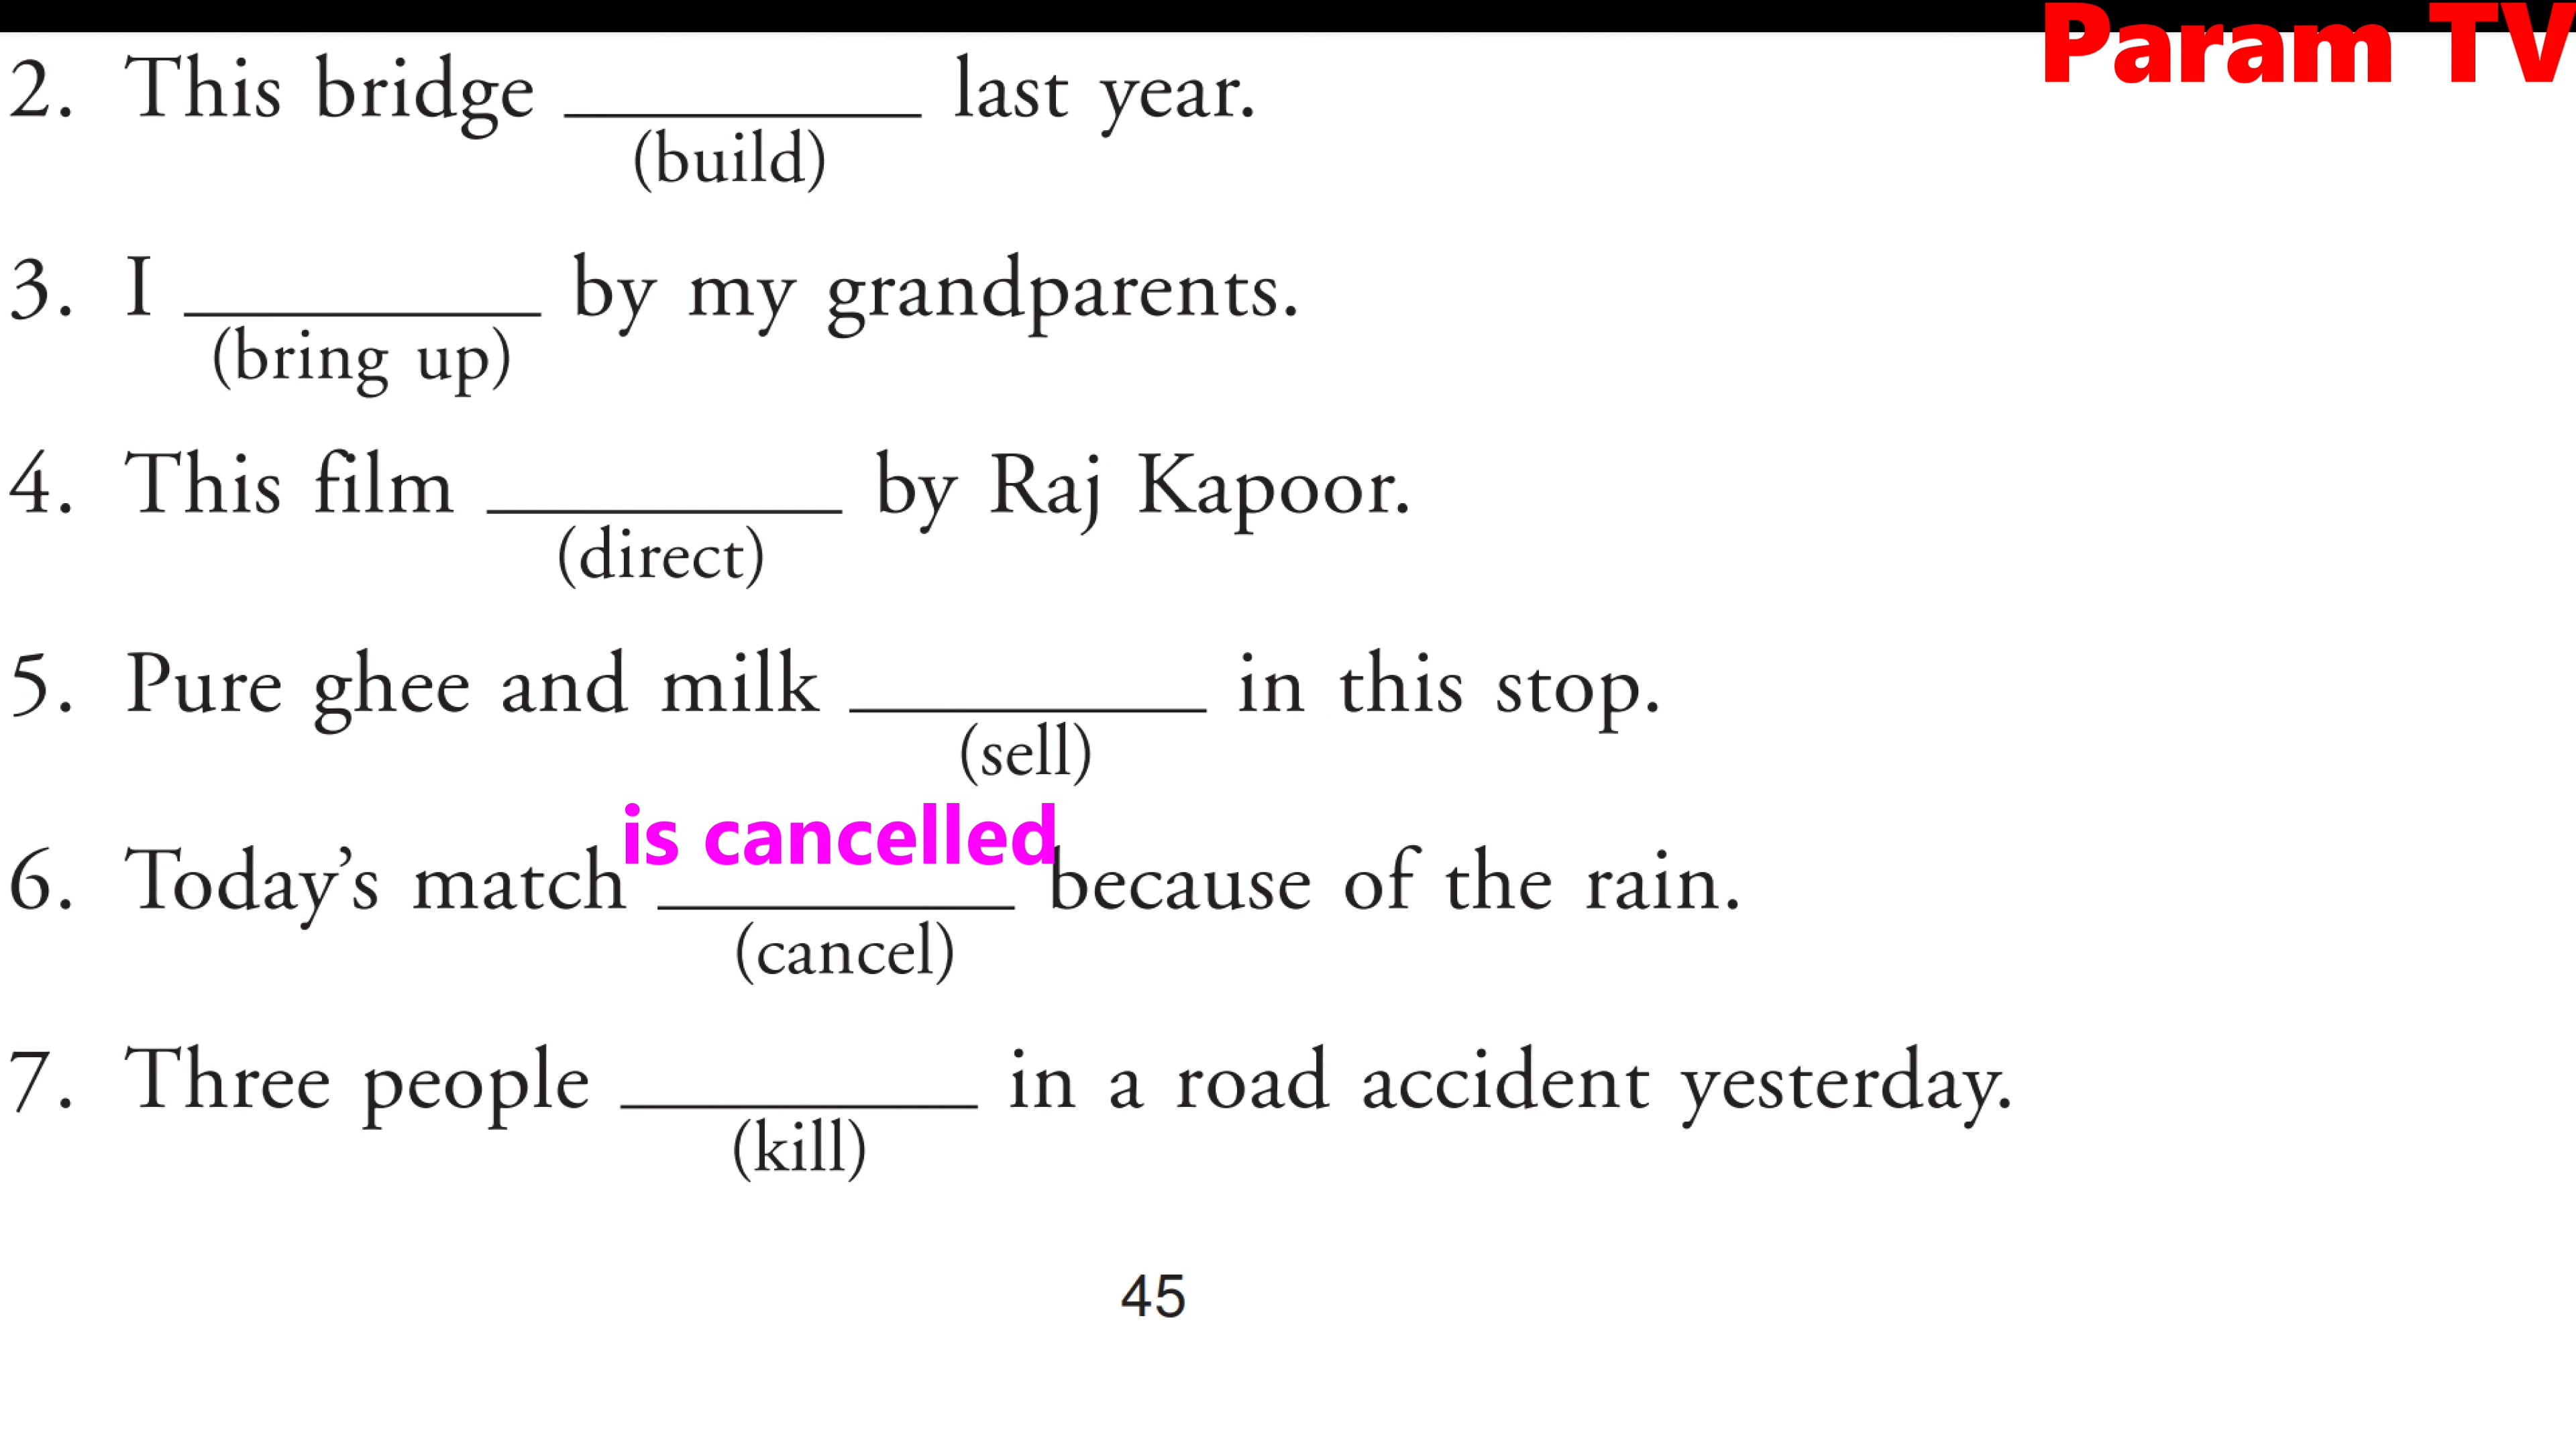 Param TV
2. This bridge __________ last year.
(build)
3. I __________ by my grandparents.
(bring up)
4. This film __________ by Raj Kapoor.
(direct)
5. Pure ghee and milk __________ in this stop.
(sell)
is cancelled
6. Today’s match __________ because of the rain.
(cancel)
7. Three people __________ in a road accident yesterday.
(kill)
45